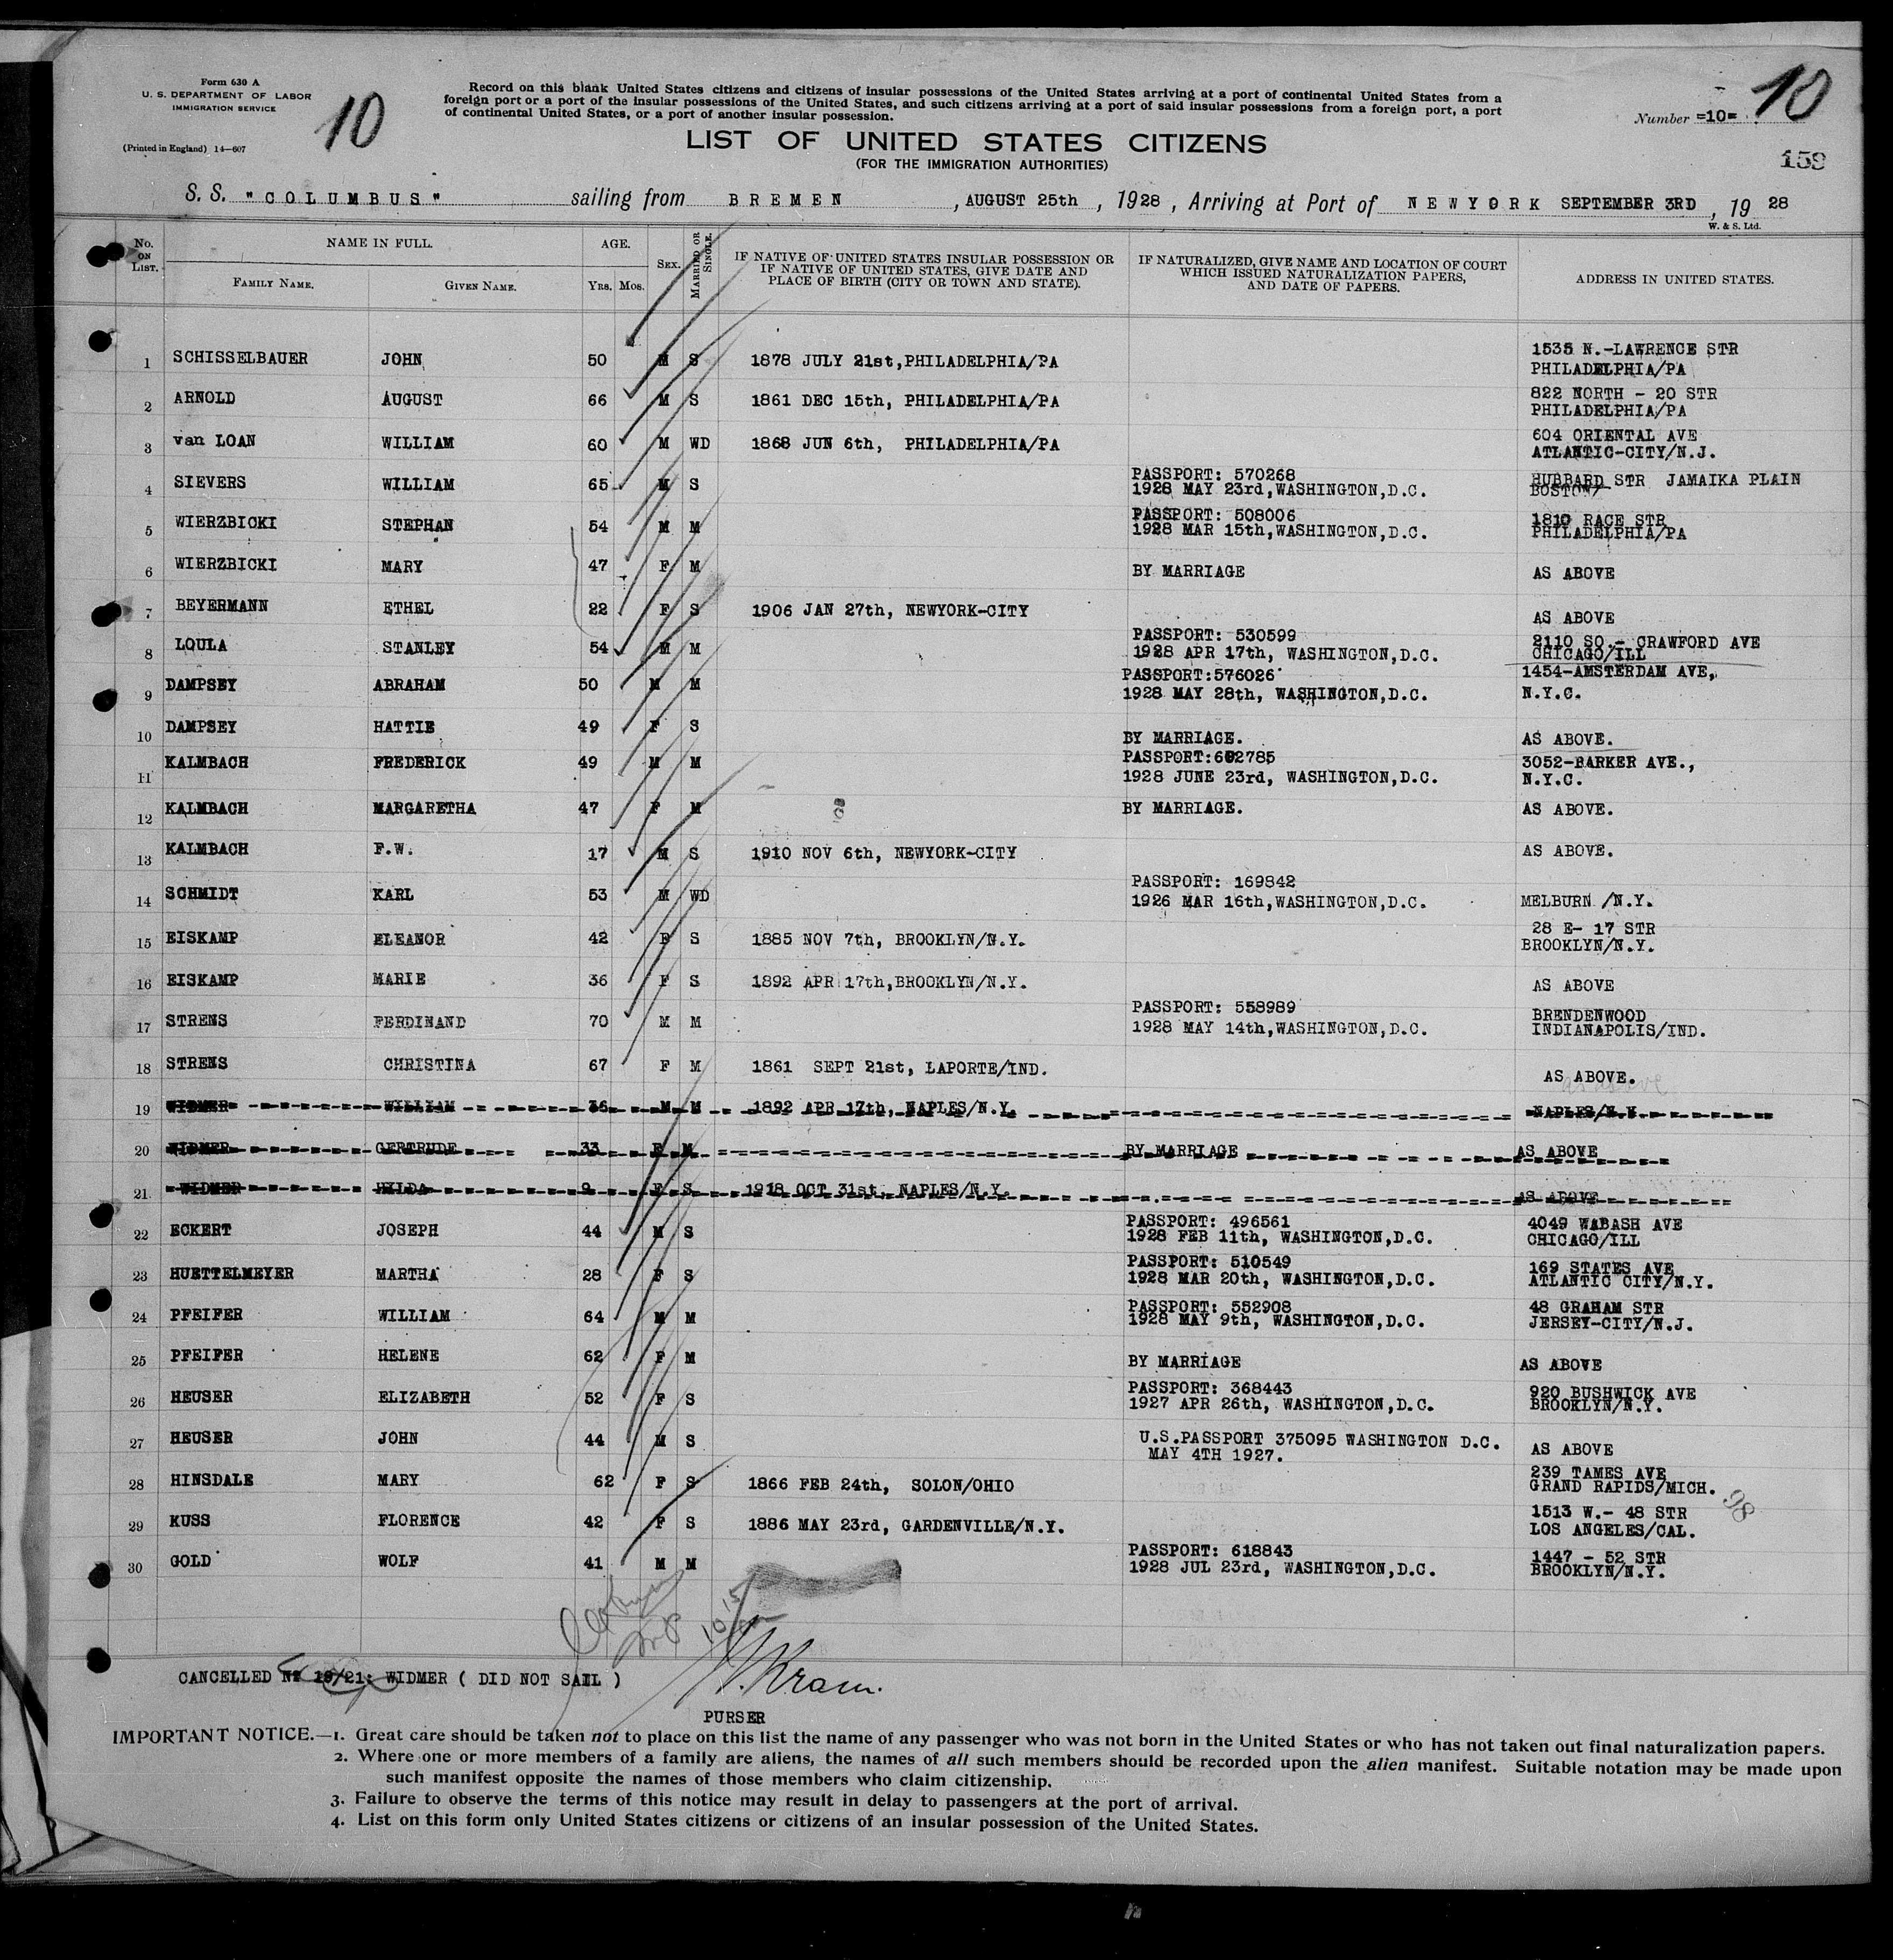 Form 630 A
U. S. DEPARTMENT OF LABOR
IMMIGRATION SERVICE
(Printed in England) 14—607
10
Record on this blank United States citizens and citizens of insular possessions of the United States arriving at a port of continental United States from a
foreign port or a port of the insular possessions of the United States, and such citizens arriving at a port of said insular possessions from a foreign port, a port
of continental United States, or a port of another insular possession.
Number =10= 10
LIST OF UNITED STATES CITIZENS
(FOR THE IMMIGRATION AUTHORITIES)
159
S. S. "COLUMBUS" sailing from BREMEN, AUGUST 25th, 1928, Arriving at Port of NEWYORK SEPTEMBER 3RD, 1928
W. & S. Ltd.
No. ON LIST. NAME IN FULL. AGE. SEX. MARRIED OR SINGLE. IF NATIVE OF UNITED STATES INSULAR POSSESSION OR IF NATIVE OF UNITED STATES, GIVE DATE AND PLACE OF BIRTH (CITY OR TOWN AND STATE). IF NATURALIZED, GIVE NAME AND LOCATION OF COURT WHICH ISSUED NATURALIZATION PAPERS, AND DATE OF PAPERS. ADDRESS IN UNITED STATES.
FAMILY NAME. GIVEN NAME. YRS. MOS.
1 SCHISSELBAUER JOHN 50 M S 1878 JULY 21st,PHILADELPHIA/PA 1535 N.-LAWRENCE STR
PHILADELPHIA/PA
2 ARNOLD AUGUST 66 M S 1861 DEC 15th, PHILADELPHIA/PA 822 NORTH - 20 STR
PHILADELPHIA/PA
3 van LOAN WILLIAM 60 M WD 1868 JUN 6th, PHILADELPHIA/PA 604 ORIENTAL AVE
ATLANTIC-CITY/N.J.
4 SIEVERS WILLIAM 65 M S PASSPORT: 570268 HUBBARD STR JAMAIKA PLAIN
1928 MAY 23rd,WASHINGTON,D.C. BOSTON/
5 WIERZBICKI STEPHAN 54 M M PASSPORT: 508006 1810 RACE STR
1928 MAR 15th,WASHINGTON,D.C. PHILADELPHIA/PA
6 WIERZBICKI MARY 47 F M BY MARRIAGE AS ABOVE
7 BEYERMANN ETHEL 22 F S 1906 JAN 27th, NEWYORK-CITY AS ABOVE
8 LOULA STANLEY 54 M M PASSPORT: 530599 2110 SO.- CRAWFORD AVE
1928 APR 17th, WASHINGTON,D.C. CHICAGO/ILL
9 DAMPSEY ABRAHAM 50 M M PASSPORT:576026 1454-AMSTERDAM AVE,
1928 MAY 28th, WASHINGTON,D.C. N.Y.C.
10 DAMPSEY HATTIE 49 F S BY MARRIAGE. AS ABOVE.
11 KALMBACH FREDERICK 49 M M PASSPORT:602785 3052-BARKER AVE.,
1928 JUNE 23rd, WASHINGTON,D.C. N.Y.C.
12 KALMBACH MARGARETHA 47 F M BY MARRIAGE. AS ABOVE.
13 KALMBACH F.W. 17 M S 1910 NOV 6th, NEWYORK-CITY AS ABOVE.
14 SCHMIDT KARL 53 M WD PASSPORT: 169842
1926 MAR 16th,WASHINGTON,D.C. MELBURN /N.Y.
15 EISKAMP ELEANOR 42 F S 1885 NOV 7th, BROOKLYN/N.Y. 28 E- 17 STR
BROOKLYN/N.Y.
16 EISKAMP MARIE 36 F S 1892 APR 17th,BROOKLYN/N.Y. AS ABOVE
17 STRENS FERDINAND 70 M M PASSPORT: 558989 BRENDENWOOD
1928 MAY 14th,WASHINGTON,D.C. INDIANAPOLIS/IND.
18 STRENS CHRISTINA 67 F M 1861 SEPT 21st, LAPORTE/IND. AS ABOVE.
19 WIDMER WILLIAM 36 M M 1892 APR 17th, NAPLES/N.Y. NAPLES/N.Y.
20 WIDMER GERTRUDE 33 F M BY MARRIAGE AS ABOVE
21 WIDMER HILDA 9 F S 1918 OCT 31st, NAPLES/N.Y. AS ABOVE
22 ECKERT JOSEPH 44 M S PASSPORT: 496561 4049 WABASH AVE
1928 FEB 11th, WASHINGTON,D.C. CHICAGO/ILL
23 HUETTELMEYER MARTHA 28 F S PASSPORT: 510549 169 STATES AVE
1928 MAR 20th, WASHINGTON,D.C. ATLANTIC CITY/N.Y.
24 PFEIFER WILLIAM 64 M M PASSPORT: 552908 48 GRAHAM STR
1928 MAY 9th, WASHINGTON,D.C. JERSEY-CITY/N.J.
25 PFEIFER HELENE 62 F M BY MARRIAGE AS ABOVE
26 HEUSER ELIZABETH 52 F S PASSPORT: 368443 920 BUSHWICK AVE
1927 APR 26th, WASHINGTON,D.C. BROOKLYN/N.Y.
27 HEUSER JOHN 44 M S U.S.PASSPORT 375095 WASHINGTON D.C. AS ABOVE
MAY 4TH 1927.
28 HINSDALE MARY 62 F S 1866 FEB 24th, SOLON/OHIO 239 TAMES AVE
GRAND RAPIDS/MICH.
98
29 KUSS FLORENCE 42 F S 1886 MAY 23rd, GARDENVILLE/N.Y. 1513 W.- 48 STR
LOS ANGELES/CAL.
30 GOLD WOLF 41 M M PASSPORT: 618843 1447 - 52 STR
1928 JUL 23rd, WASHINGTON,D.C. BROOKLYN/N.Y.
CANCELLED № 19/21: WIDMER ( DID NOT SAIL )
PURSER
IMPORTANT NOTICE.—1. Great care should be taken not to place on this list the name of any passenger who was not born in the United States or who has not taken out final naturalization papers.
2. Where one or more members of a family are aliens, the names of all such members should be recorded upon the alien manifest. Suitable notation may be made upon
such manifest opposite the names of those members who claim citizenship.
3. Failure to observe the terms of this notice may result in delay to passengers at the port of arrival.
4. List on this form only United States citizens or citizens of an insular possession of the United States.